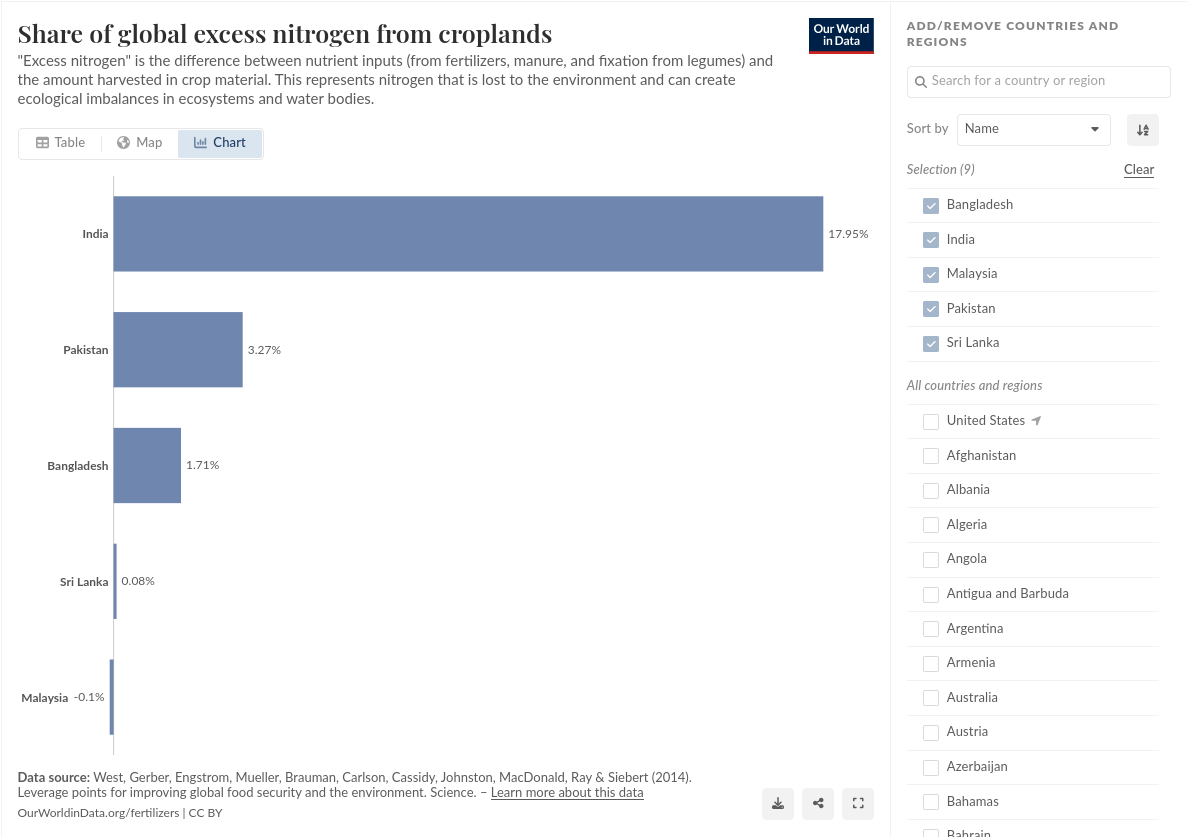 Share of global excess nitrogen from croplands
"Excess nitrogen" is the difference between nutrient inputs (from fertilizers, manure, and fixation from legumes) and
the amount harvested in crop material. This represents nitrogen that is lost to the environment and can create
ecological imbalances in ecosystems and water bodies.
Our World
in Data
Table
Map
Chart
India
17.95%
Pakistan
3.27%
Bangladesh
1.71%
Sri Lanka
0.08%
Malaysia
-0.1%
Data source: West, Gerber, Engstrom, Mueller, Brauman, Carlson, Cassidy, Johnston, MacDonald, Ray & Siebert (2014).
Leverage points for improving global food security and the environment. Science. – Learn more about this data
OurWorldinData.org/fertilizers | CC BY
ADD/REMOVE COUNTRIES AND
REGIONS
Search for a country or region
Sort by
Name
Selection (9)
Clear
Bangladesh
India
Malaysia
Pakistan
Sri Lanka
All countries and regions
United States
Afghanistan
Albania
Algeria
Angola
Antigua and Barbuda
Argentina
Armenia
Australia
Austria
Azerbaijan
Bahamas
Bahrain